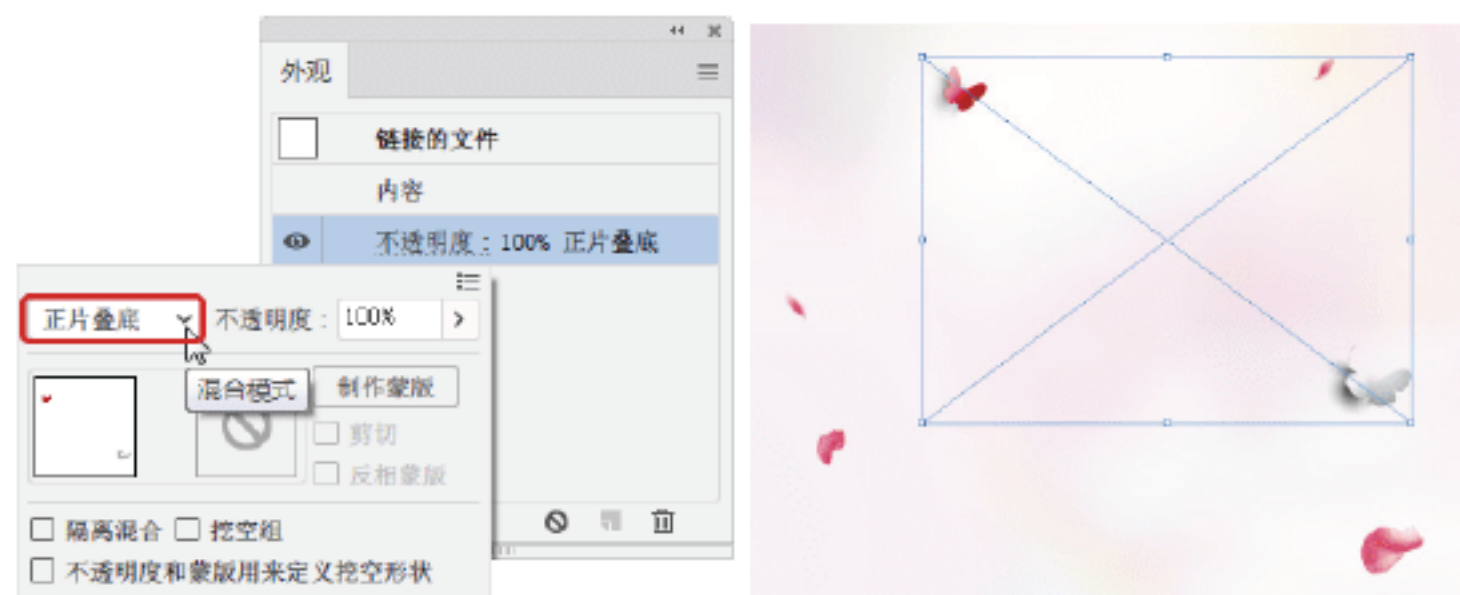 外观
链接的文件
内容
不透明度：100% 正片叠底
正片叠底 不透明度：100%
混合模式 制作蒙版
剪切
反相蒙版
隔离混合 挖空组
不透明度和蒙版用来定义挖空形状